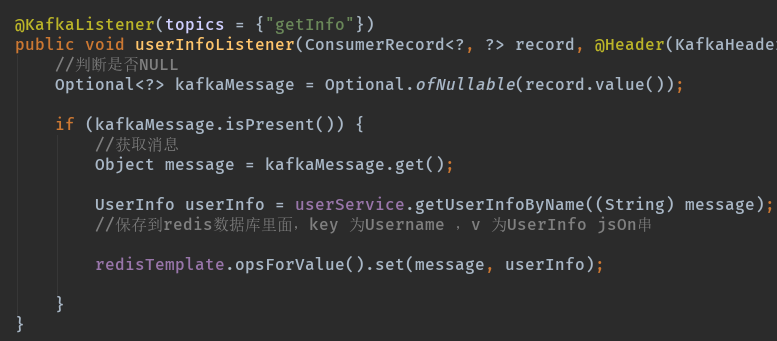 @KafkaListener(topics = {"getInfo"})
public void userInfoListener(ConsumerRecord<?, ?> record, @Header(KafkaHeade
//判断是否NULL
Optional<?> kafkaMessage = Optional.ofNullable(record.value());
if (kafkaMessage.isPresent()) {
//获取消息
Object message = kafkaMessage.get();
UserInfo userInfo = userService.getUserInfoByName((String) message);
//保存到redis数据库里面，key 为Username ，v 为UserInfo jsOn串
redisTemplate.opsForValue().set(message, userInfo);
}
}